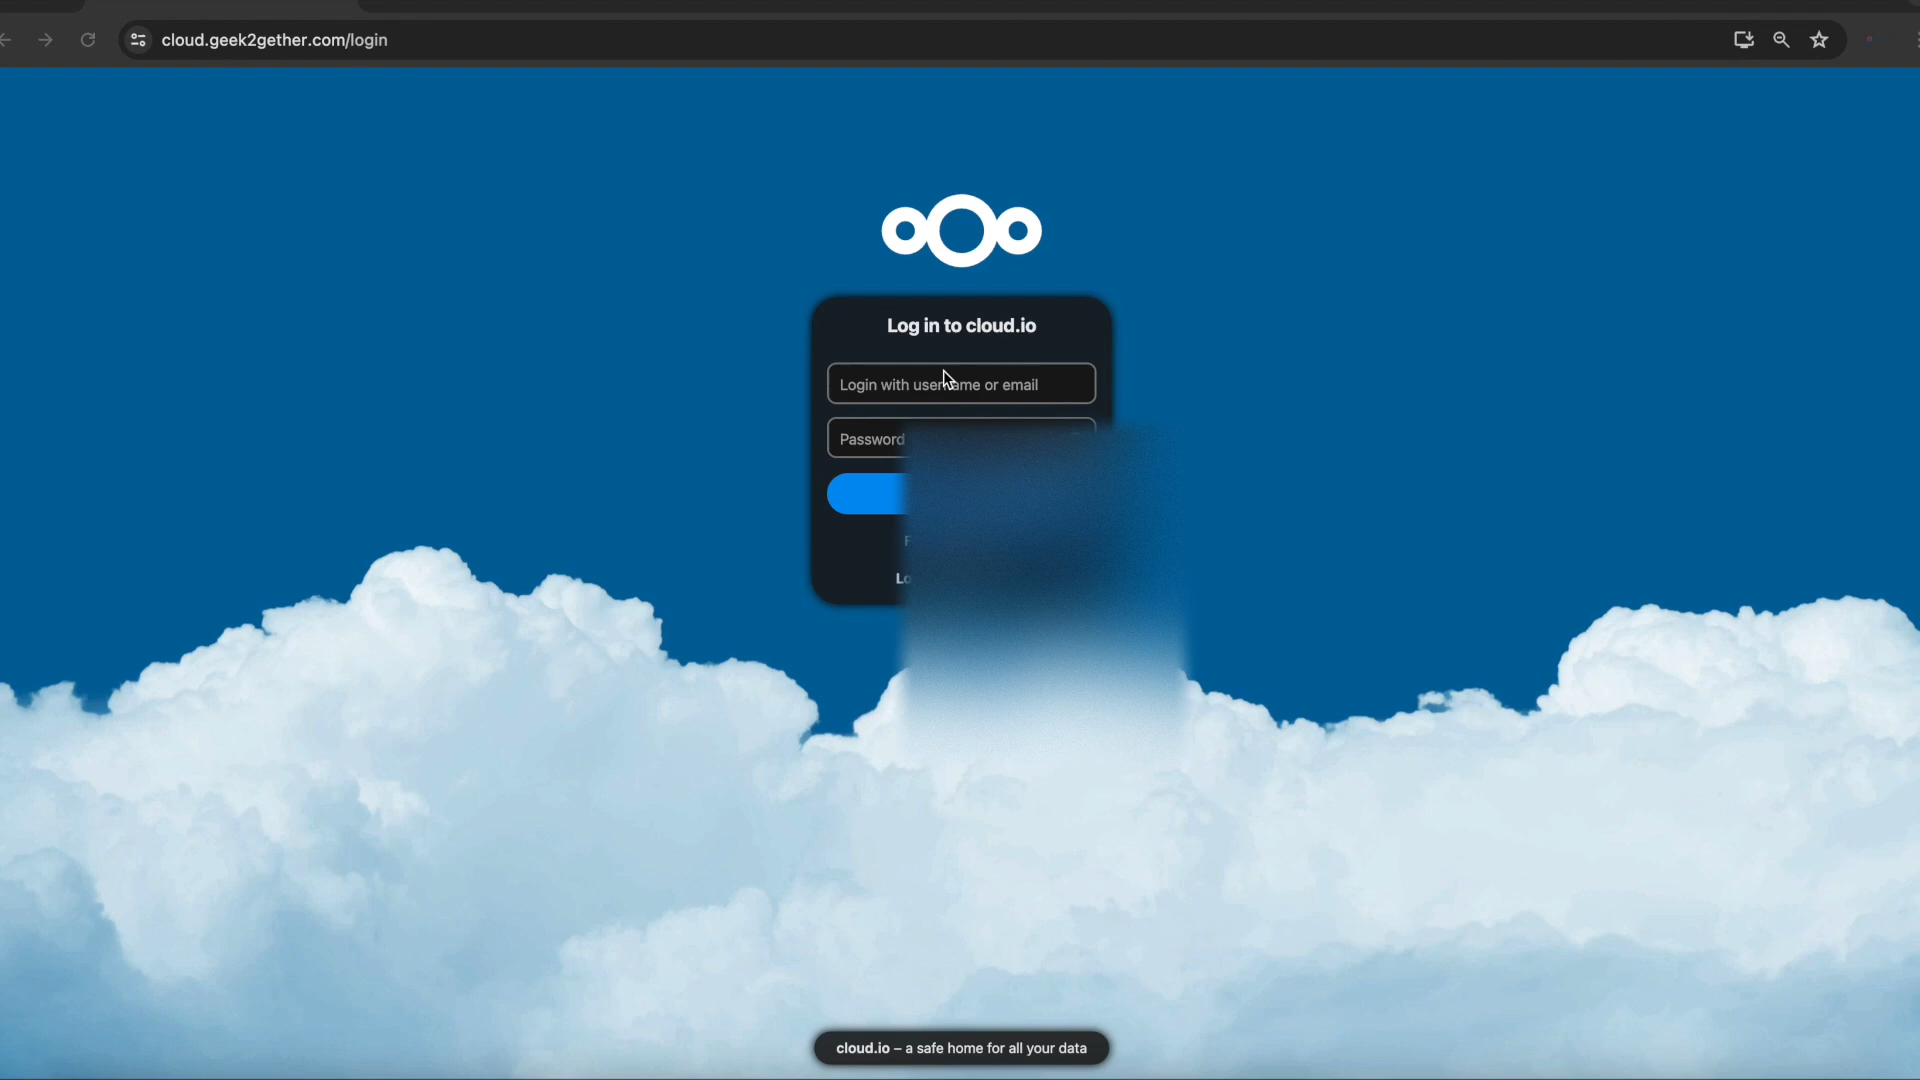 cloud.geek2gether.com/login
Log in to cloud.io
Login with username or email
Password
cloud.io – a safe home for all your data